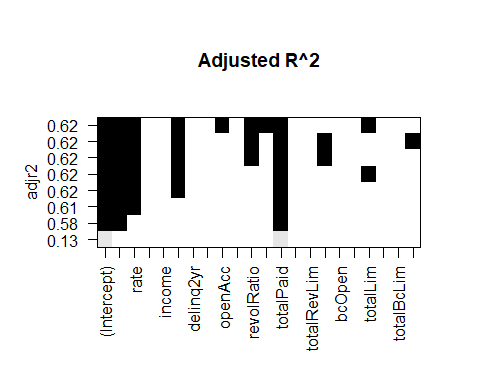 Adjusted R^2
adjr2
0.62
0.62
0.62
0.62
0.62
0.61
0.58
0.13
(Intercept)
rate
income
delinq2yr
openAcc
revolRatio
totalPaid
totalRevLim
bcOpen
totalLim
totalBcLim